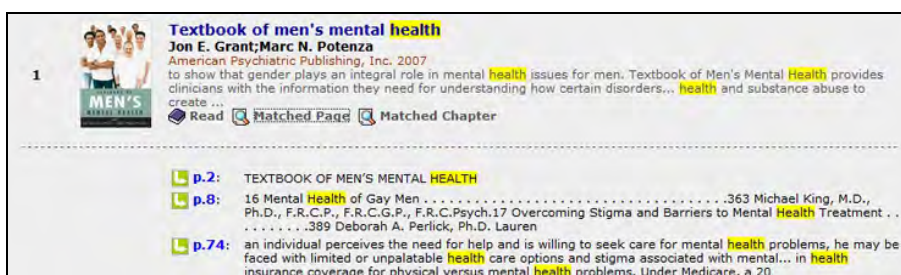 Textbook of men's mental health
Jon E. Grant;Marc N. Potenza
American Psychiatric Publishing, Inc. 2007
1
to show that gender plays an integral role in mental health issues for men. Textbook of Men's Mental Health provides
clinicians with the information they need for understanding how certain disorders... health and substance abuse to
create ...
MEN'S
MENTAL HEALTH
Read Matched Page Matched Chapter
p.2: TEXTBOOK OF MEN'S MENTAL HEALTH
p.8: 16 Mental Health of Gay Men . . . . . . . . . . . . . . . . . . . . . . . . . . . . . . . . . . .363 Michael King, M.D.,
Ph.D., F.R.C.P., F.R.C.G.P., F.R.C.Psych.17 Overcoming Stigma and Barriers to Mental Health Treatment . .
. . . . . . . .389 Deborah A. Perlick, Ph.D. Lauren
p.74: an individual perceives the need for help and is willing to seek care for mental health problems, he may be
faced with limited or unpalatable health care options and stigma associated with mental... in health
insurance coverage for physical versus mental health problems. Under Medicare, a 20